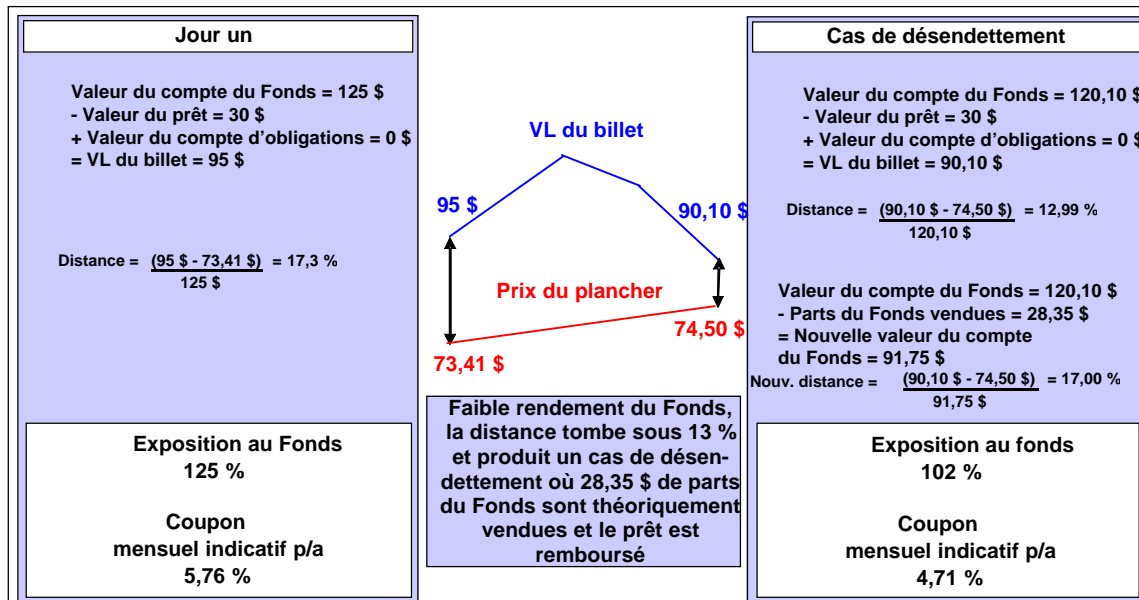 Jour un
Valeur du compte du Fonds = 125 $
- Valeur du prêt = 30 $
+ Valeur du compte d'obligations = 0 $
= VL du billet = 95 $
Distance = (95 $ - 73,41 $) = 17,3 %
125 $
Exposition au Fonds
125 %
Coupon
mensuel indicatif p/a
5,76 %
VL du billet
95 $
90,10 $
Prix du plancher
74,50 $
73,41 $
Faible rendement du Fonds,
la distance tombe sous 13 %
et produit un cas de désen-
dettement où 28,35 $ de parts
du Fonds sont théoriquement
vendues et le prêt est
remboursé
Cas de désendettement
Valeur du compte du Fonds = 120,10 $
- Valeur du prêt = 30 $
+ Valeur du compte d'obligations = 0 $
= VL du billet = 90,10 $
Distance = (90,10 $ - 74,50 $) = 12,99 %
120,10 $
Valeur du compte du Fonds = 120,10 $
- Parts du Fonds vendues = 28,35 $
= Nouvelle valeur du compte
du Fonds = 91,75 $
Nouv. distance = (90,10 $ - 74,50 $) = 17,00 %
91,75 $
Exposition au fonds
102 %
Coupon
mensuel indicatif p/a
4,71 %